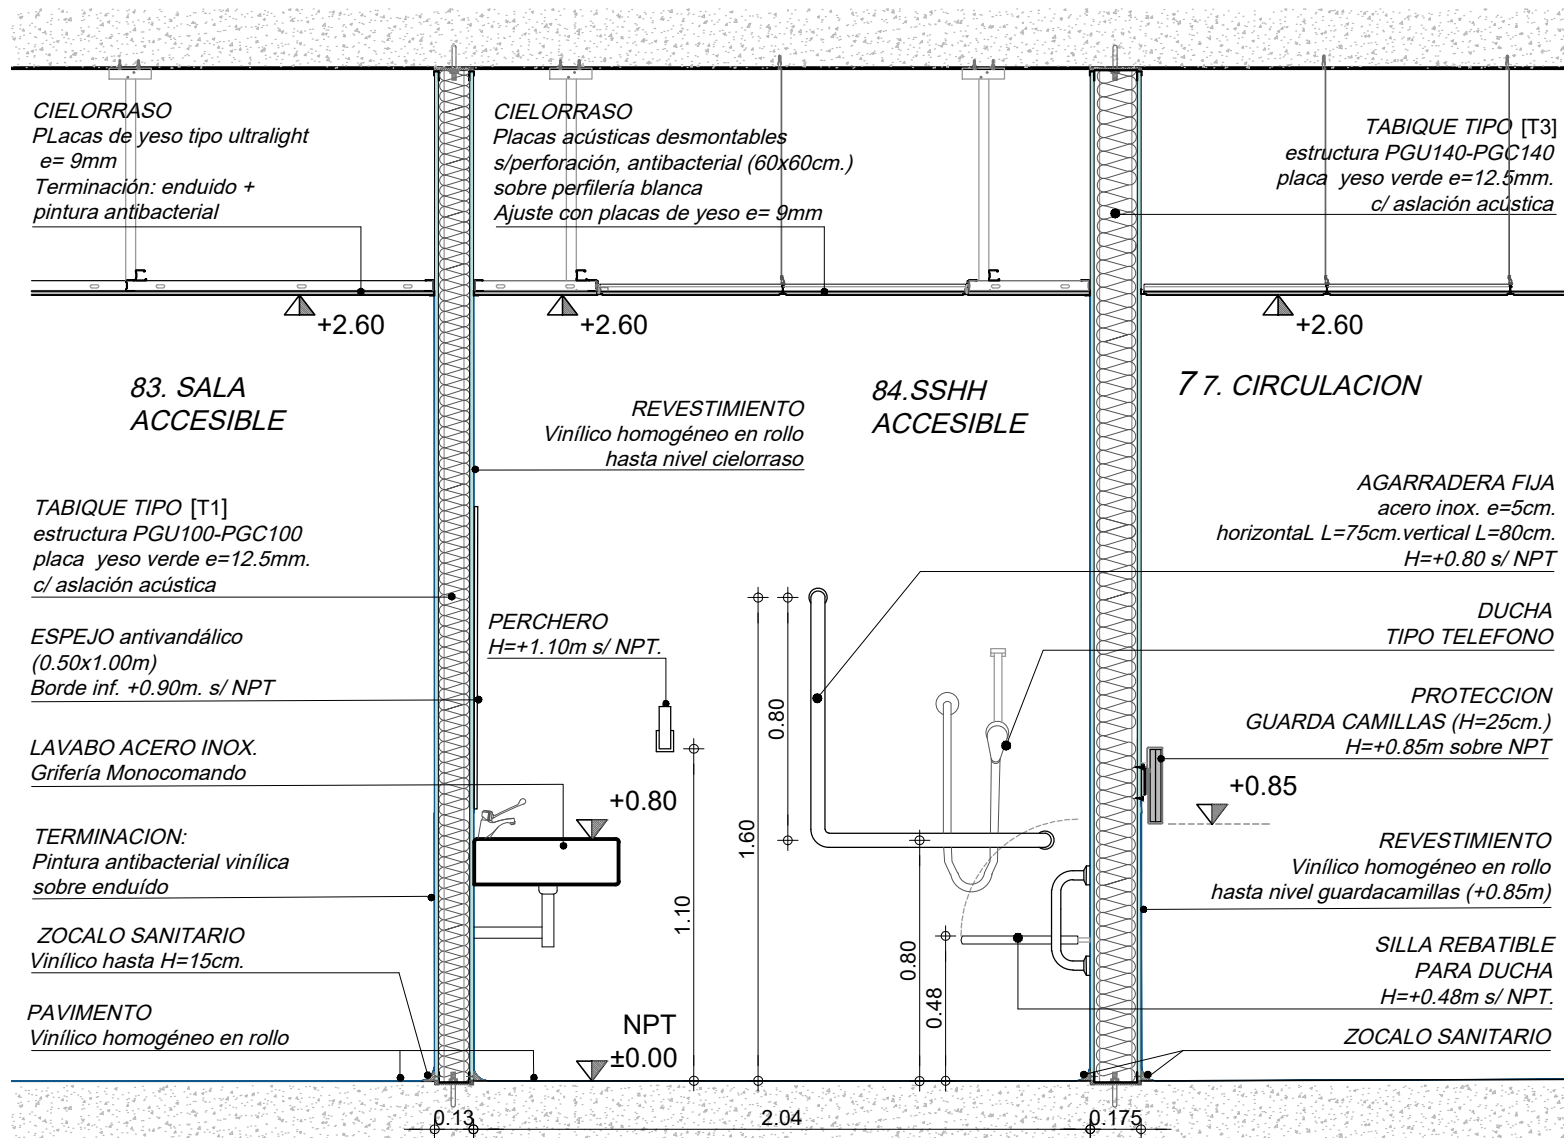 CIELORRASO
PLacas de yeso tipo ultralight
e= 9mm
Terminación: enduido +
pintura antibacterial
CIELORRASO
Placas acústicas desmontables
s/perforación, antibacterial (60x60cm.)
sobre perfilería blanca
Ajuste con placas de yeso e= 9mm
TABIQUE TIPO [T3]
estructura PGU140-PGC140
placa yeso verde e=12.5mm.
c/ aslación acústica
+2.60
+2.60
+2.60
83. SALA
ACCESIBLE
REVESTIMIENTO
Vinílico homogéneo en rollo
hasta nivel cielorraso
84.SSHH
ACCESIBLE
7 7. CIRCULACION
TABIQUE TIPO [T1]
estructura PGU100-PGC100
placa yeso verde e=12.5mm.
c/ aslación acústica
ESPEJO antivandálico
(0.50x1.00m)
Borde inf. +0.90m. s/ NPT
LAVABO ACERO INOX.
Grifería Monocomando
TERMINACION:
Pintura antibacterial vinílica
sobre enduído
ZOCALO SANITARIO
Vinílico hasta H=15cm.
PAVIMENTO
Vinílico homogéneo en rollo
PERCHERO
H=+1.10m s/ NPT.
+0.80
NPT
±0.00
1.10
1.60
0.80
0.80
0.48
AGARRADERA FIJA
acero inox. e=5cm.
horizontaL L=75cm.vertical L=80cm.
H=+0.80 s/ NPT
DUCHA
TIPO TELEFONO
PROTECCION
GUARDA CAMILLAS (H=25cm.)
H=+0.85m sobre NPT
+0.85
REVESTIMIENTO
Vinílico homogéneo en rollo
hasta nivel guardacamillas (+0.85m)
SILLA REBATIBLE
PARA DUCHA
H=+0.48m s/ NPT.
ZOCALO SANITARIO
0.13
2.04
0.175